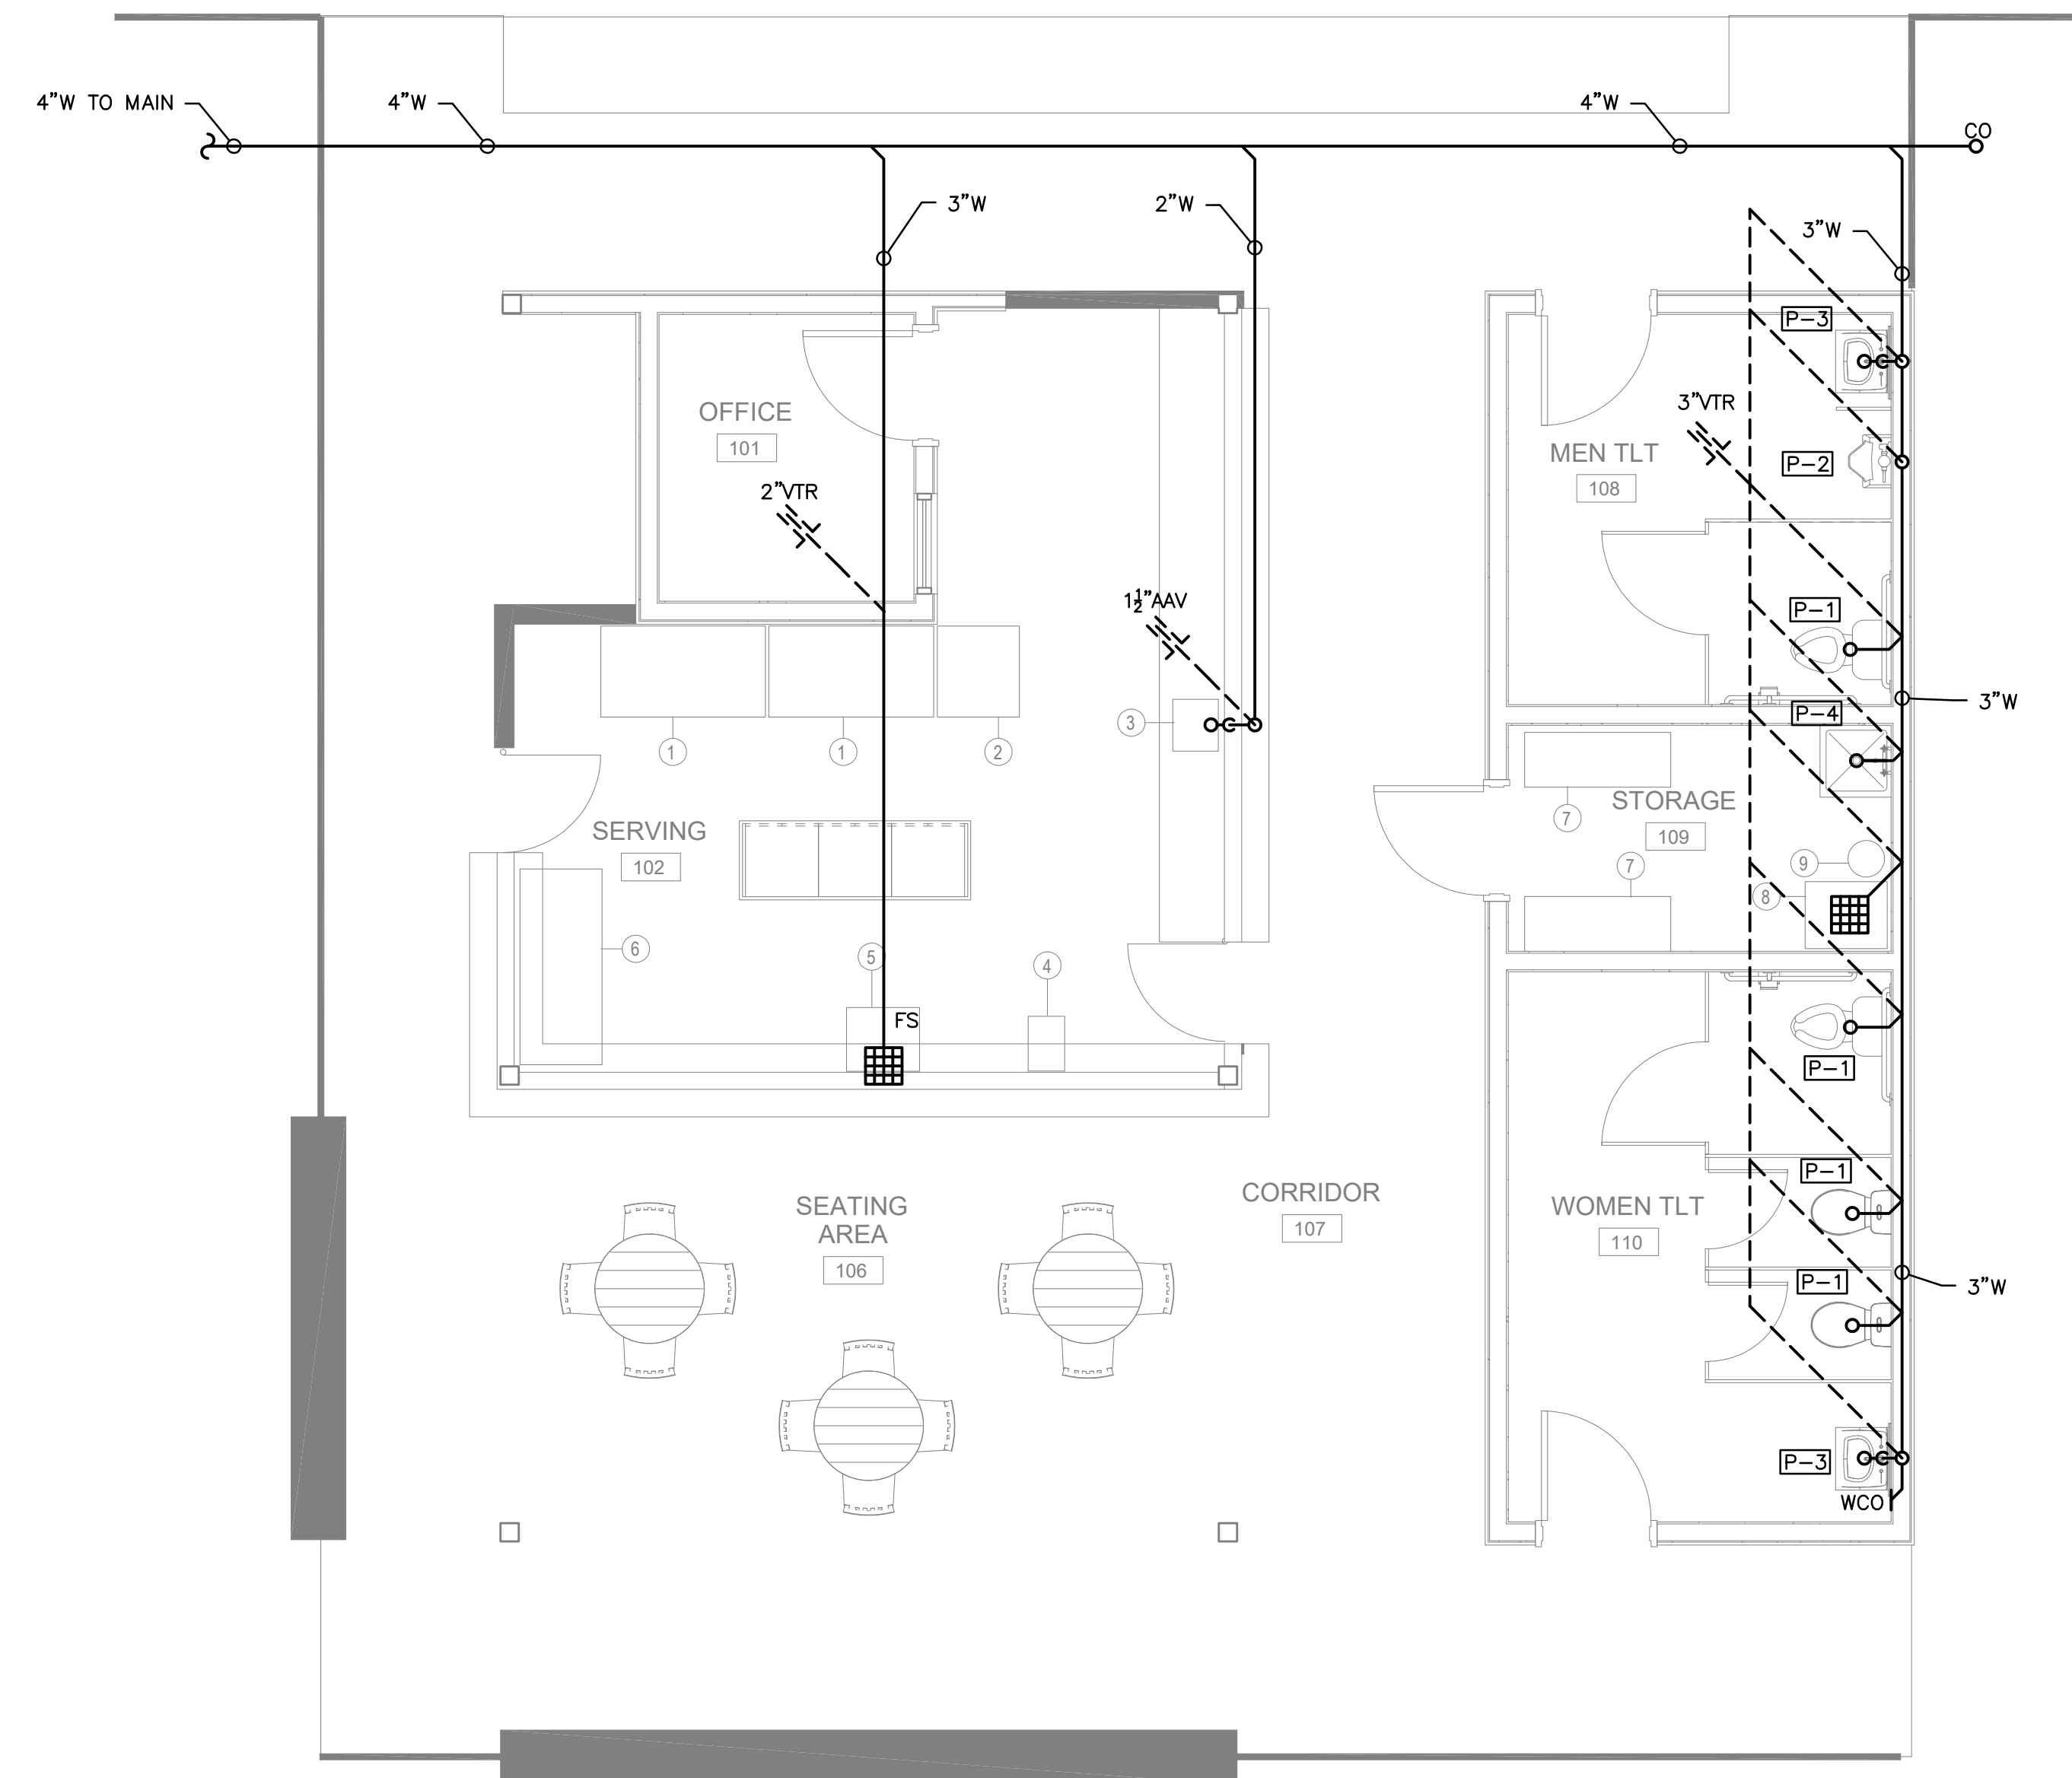 4"W TO MAIN
4"W
4"W
CO
3"W
2"W
3"W
P-3
OFFICE
101
3"VTR
MEN TLT
108
P-2
2"VTR
1½"AAV
P-1
3"W
P-4
3
1
1
2
STORAGE
109
7
SERVING
102
7
9
8
6
5
4
FS
P-1
P-1
SEATING
AREA
106
CORRIDOR
107
WOMEN TLT
110
P-1
3"W
P-3
WCO